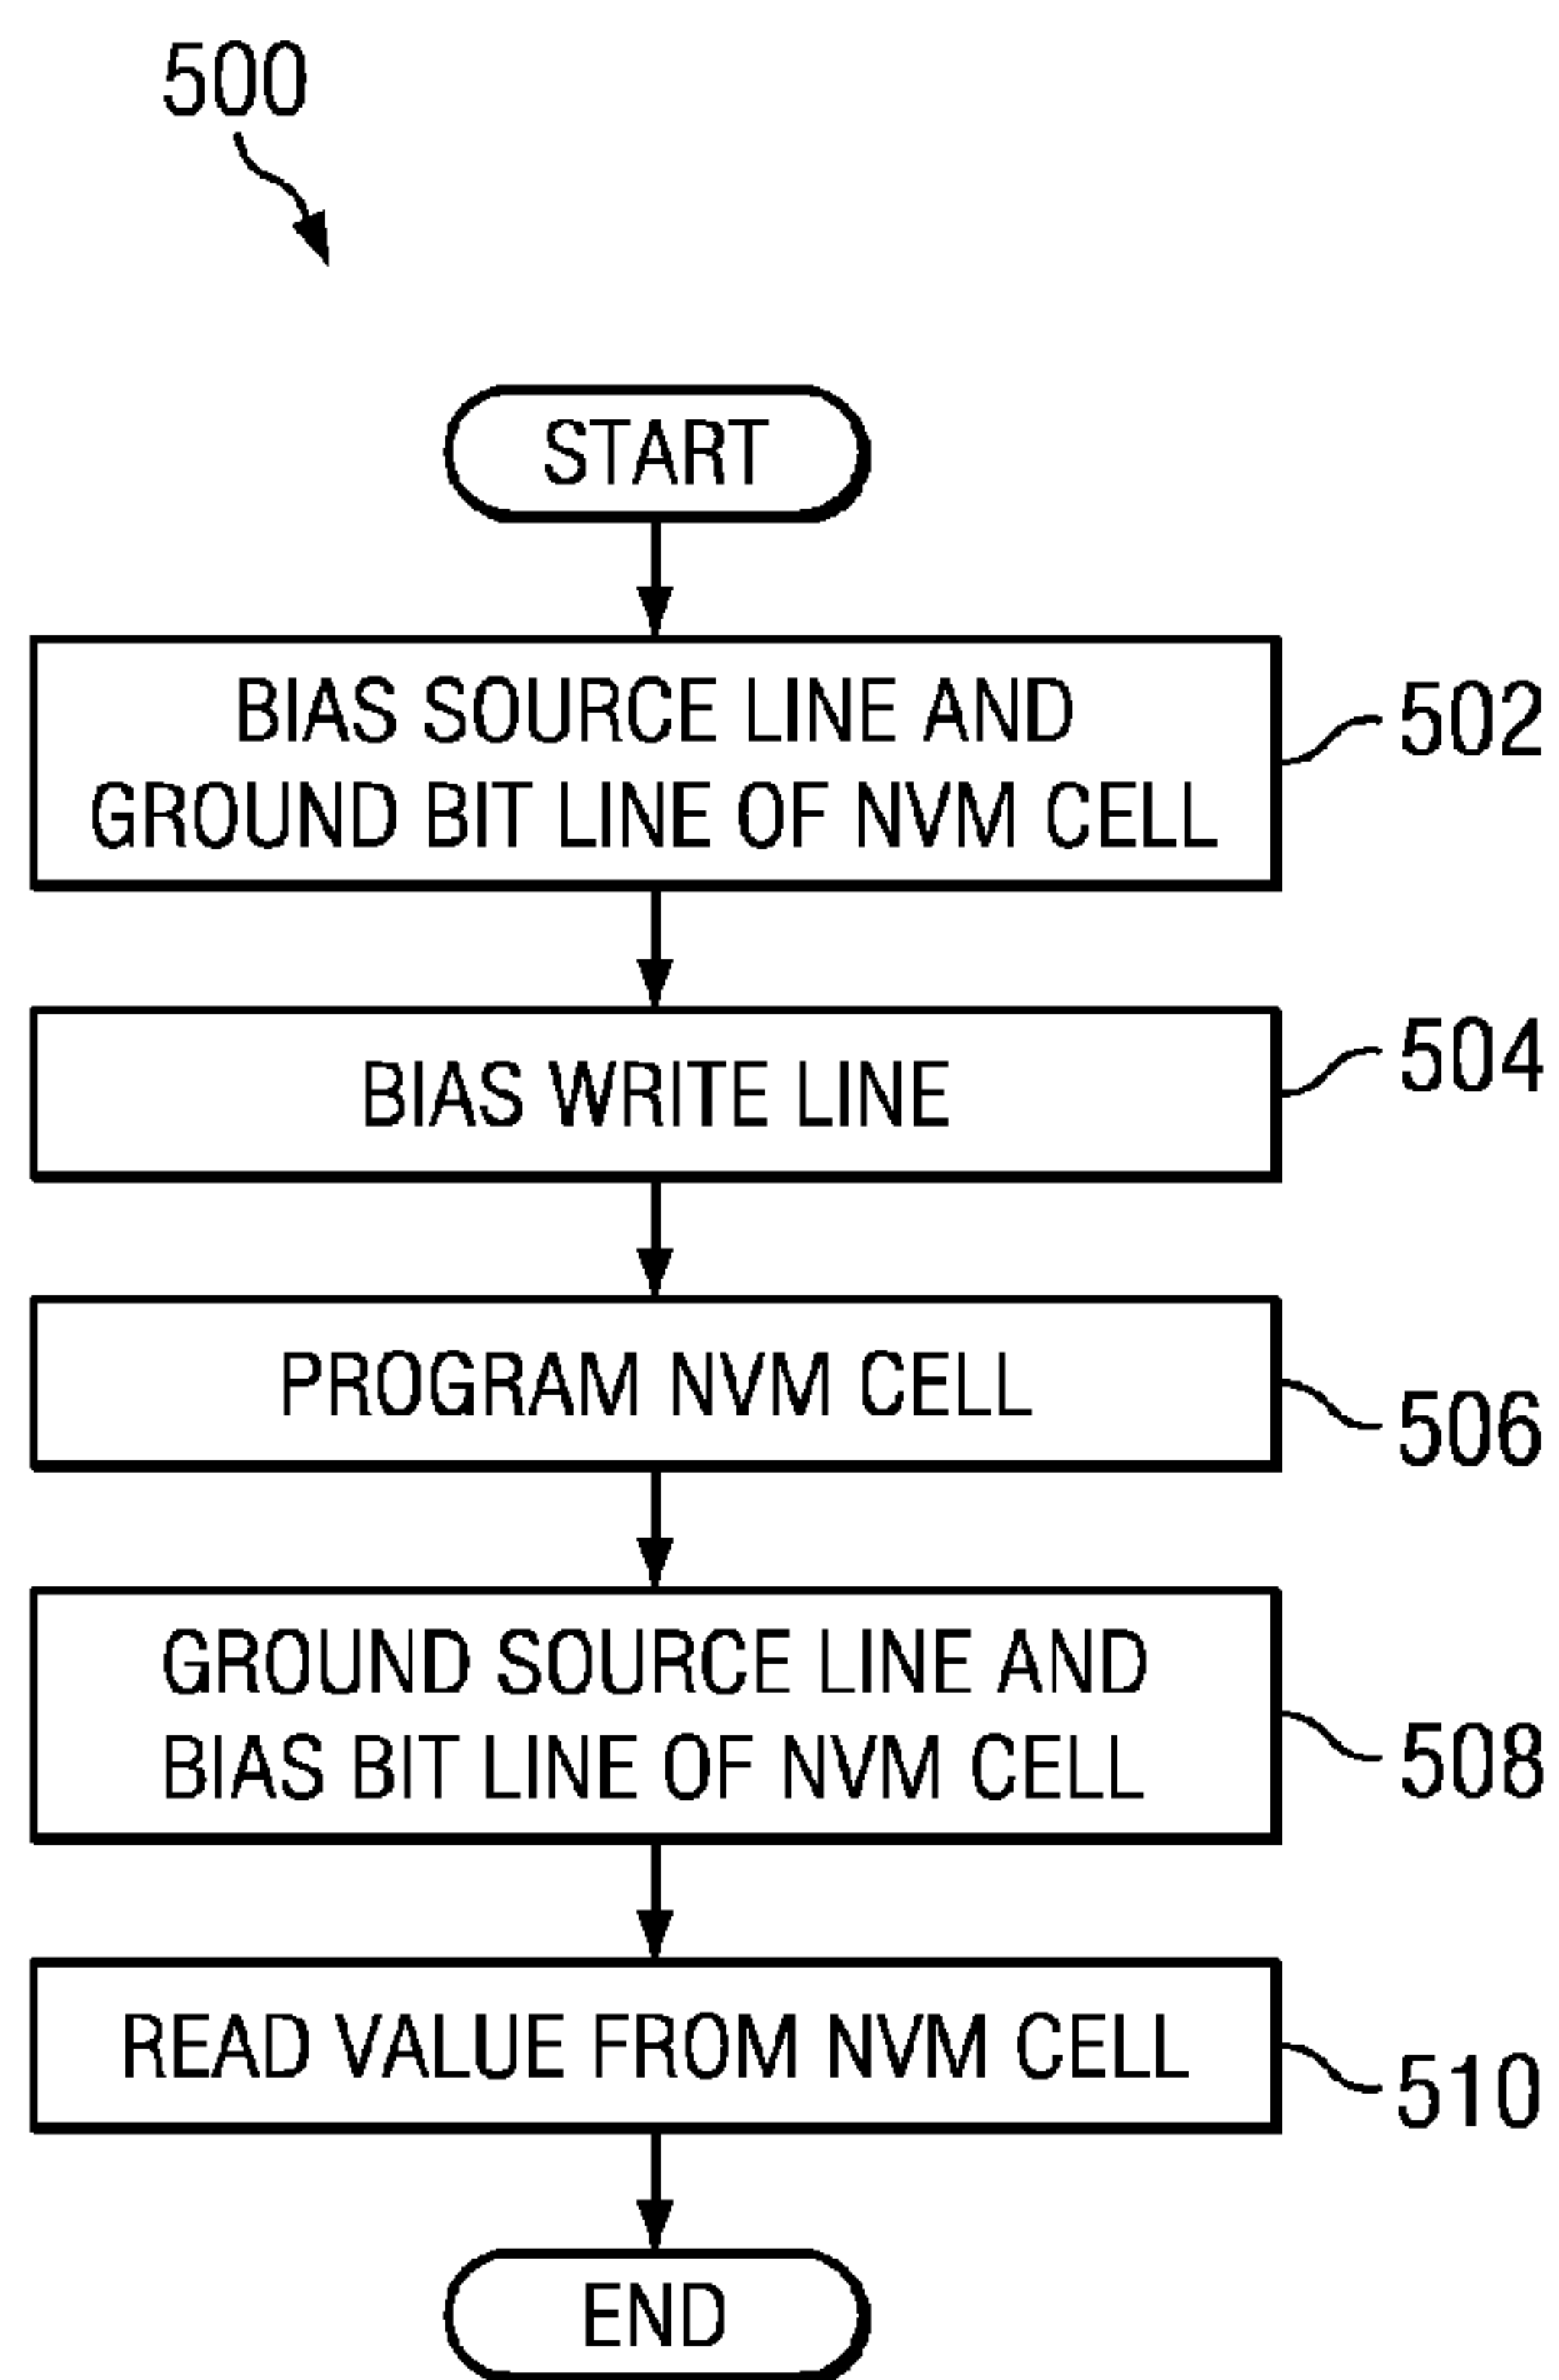 500
START
BIAS SOURCE LINE AND
GROUND BIT LINE OF NVM CELL
502
BIAS WRITE LINE
504
PROGRAM NVM CELL
506
GROUND SOURCE LINE AND
BIAS BIT LINE OF NVM CELL
508
READ VALUE FROM NVM CELL
510
END